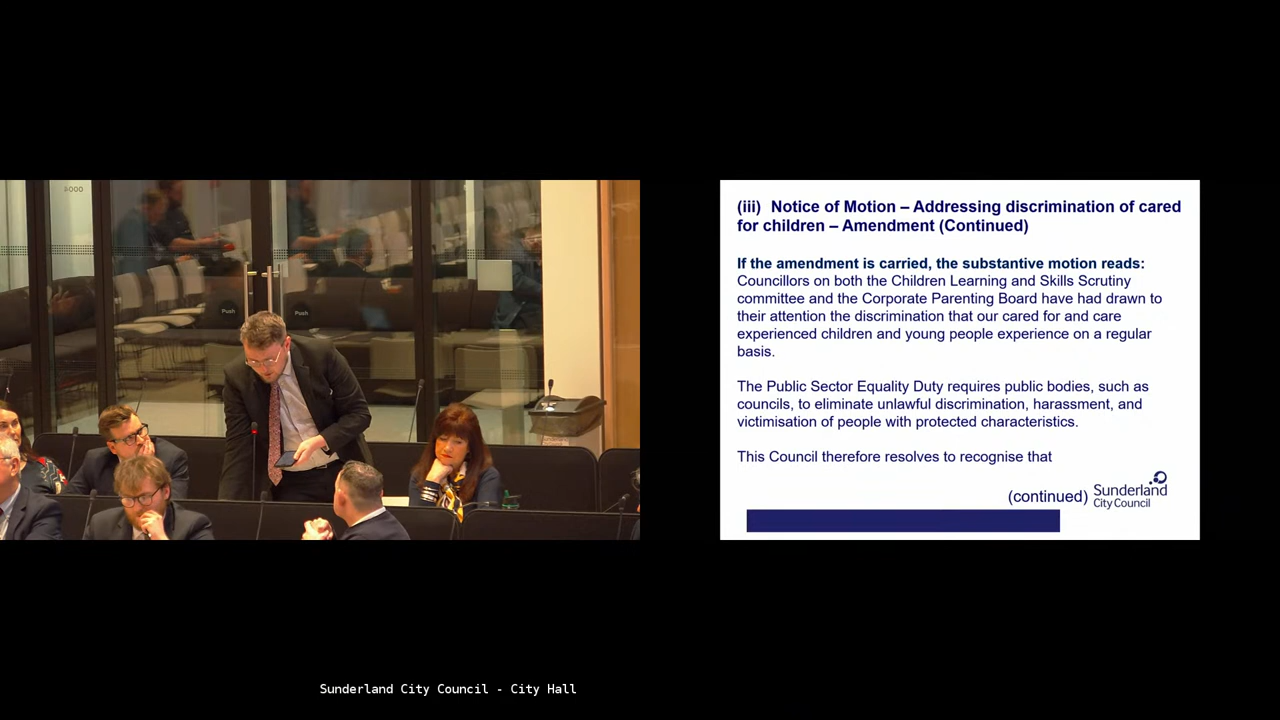 0004
Push
Push
(iii) Notice of Motion – Addressing discrimination of cared
for children – Amendment (Continued)
If the amendment is carried, the substantive motion reads:
Councillors on both the Children Learning and Skills Scrutiny
committee and the Corporate Parenting Board have had drawn to
their attention the discrimination that our cared for and care
experienced children and young people experience on a regular
basis.
The Public Sector Equality Duty requires public bodies, such as
councils, to eliminate unlawful discrimination, harassment, and
victimisation of people with protected characteristics.
This Council therefore resolves to recognise that
(continued)
Sunderland
City Council
Sunderland City Council - City Hall